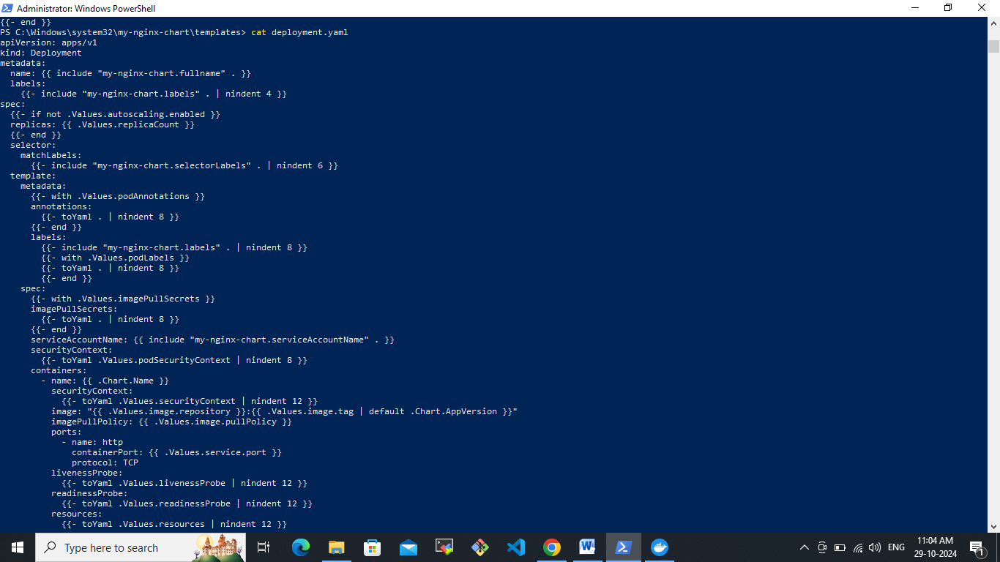 Administrator: Windows PowerShell
{{- end }}
PS C:\Windows\system32\my-nginx-chart\templates> cat deployment.yaml
apiVersion: apps/v1
kind: Deployment
metadata:
  name: {{ include "my-nginx-chart.fullname" . }}
  labels:
    {{- include "my-nginx-chart.labels" . | nindent 4 }}
spec:
  {{- if not .Values.autoscaling.enabled }}
  replicas: {{ .Values.replicaCount }}
  {{- end }}
  selector:
    matchLabels:
      {{- include "my-nginx-chart.selectorLabels" . | nindent 6 }}
  template:
    metadata:
      {{- with .Values.podAnnotations }}
      annotations:
        {{- toYaml . | nindent 8 }}
      {{- end }}
      labels:
        {{- include "my-nginx-chart.labels" . | nindent 8 }}
        {{- with .Values.podLabels }}
        {{- toYaml . | nindent 8 }}
        {{- end }}
    spec:
      {{- with .Values.imagePullSecrets }}
      imagePullSecrets:
        {{- toYaml . | nindent 8 }}
      {{- end }}
      serviceAccountName: {{ include "my-nginx-chart.serviceAccountName" . }}
      securityContext:
        {{- toYaml .Values.podSecurityContext | nindent 8 }}
      containers:
        - name: {{ .Chart.Name }}
          securityContext:
            {{- toYaml .Values.securityContext | nindent 12 }}
          image: "{{ .Values.image.repository }}:{{ .Values.image.tag | default .Chart.AppVersion }}"
          imagePullPolicy: {{ .Values.image.pullPolicy }}
          ports:
            - name: http
              containerPort: {{ .Values.service.port }}
              protocol: TCP
          livenessProbe:
            {{- toYaml .Values.livenessProbe | nindent 12 }}
          readinessProbe:
            {{- toYaml .Values.readinessProbe | nindent 12 }}
          resources:
            {{- toYaml .Values.resources | nindent 12 }}
Type here to search
ENG
11:04 AM
29-10-2024
1